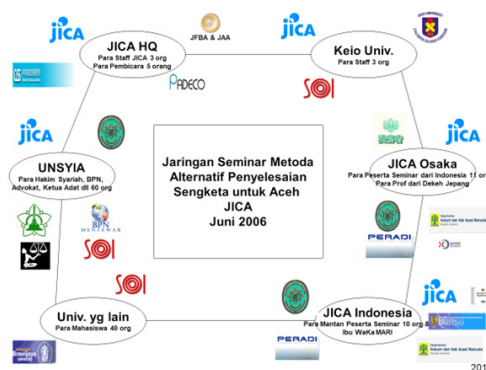 JICA
JICA HQ
Para Staff JICA 3 org
Para Pembicara 5 orang
JFBA & JAA
PADECO
JICA
Keio Univ.
Para Staff 3 org
SOI
JICA
UNSYIA
Para Hakim Syariah, BPN,
Advokat, Ketua Adat dll 60 org
BPN
MENJAWAB
SOI
Jaringan Seminar Metoda
Alternatif Penyelesaian
Sengketa untuk Aceh
JICA
Juni 2006
JICA
JICA Osaka
Para Peserta Seminar dari Indonesia 11 or
Para Prof dari Dekeh Jepang
PERADI
SOI
Univ. yg lain
Para Mahasiswa 40 org
PERADI
JICA
JICA Indonesia
Para Mantan Peserta Seminar 10 org &
Ibu WaKaMARI
201